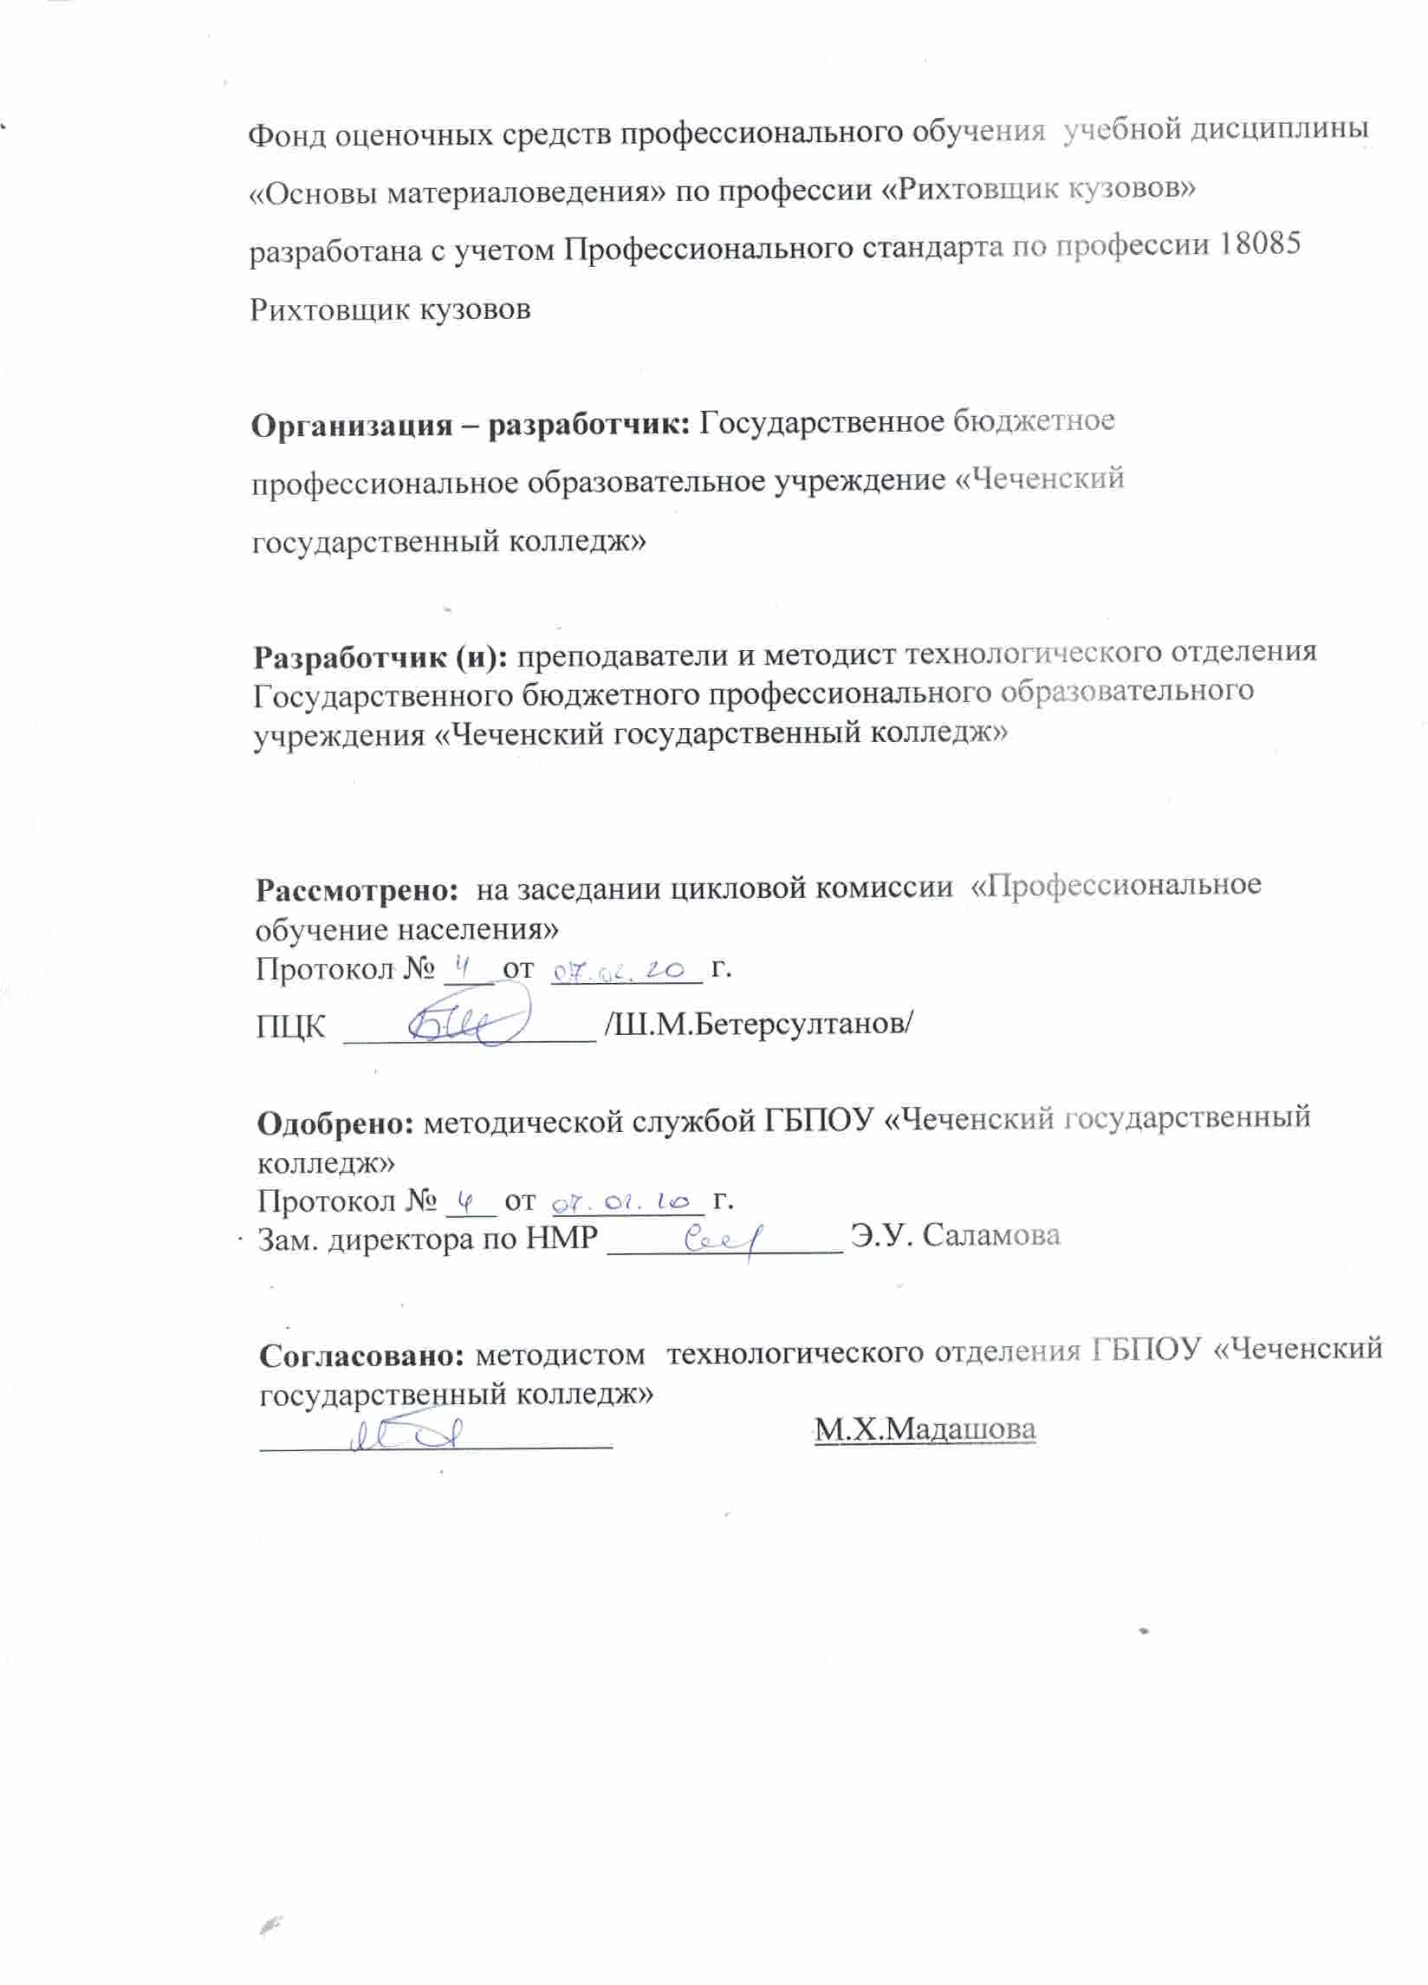 Фонд оценочных средств профессионального обучения учебной дисциплины
«Основы материаловедения» по профессии «Рихтовщик кузовов»
разработана с учетом Профессионального стандарта по профессии 18085
Рихтовщик кузовов
Организация – разработчик: Государственное бюджетное
профессиональное образовательное учреждение «Чеченский
государственный колледж»
Разработчик (и): преподаватели и методист технологического отделения
Государственного бюджетного профессионального образовательного
учреждения «Чеченский государственный колледж»
Рассмотрено: на заседании цикловой комиссии «Профессиональное
обучение населения»
Протокол № 4 от 07.02.20 г.
ПЦК /Ш.М.Бетерсултанов/
Одобрено: методической службой ГБПОУ «Чеченский государственный
колледж»
Протокол № 4 от г.
Зам. директора по НМР Э.У. Саламова
Согласовано: методистом технологического отделения ГБПОУ «Чеченский
государственный колледж»
М.Х.Мадашова